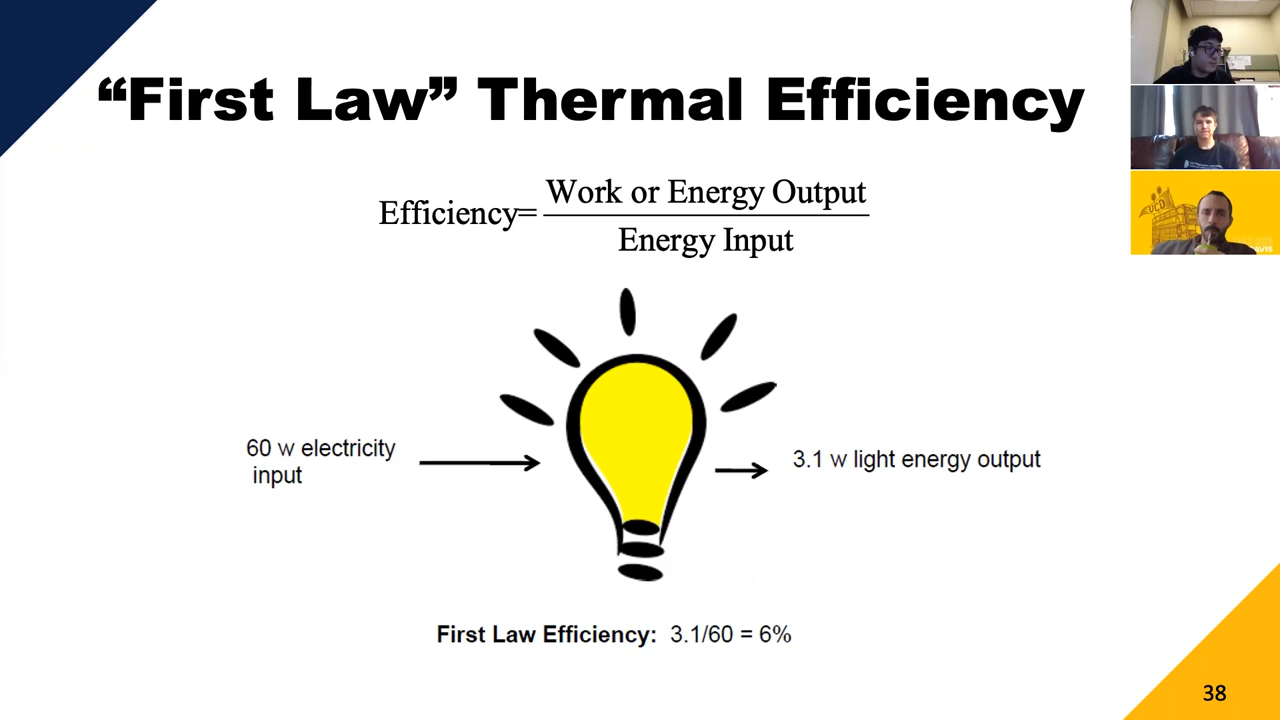 “First Law” Thermal Efficiency
Efficiency=
Work or Energy Output
Energy Input
60 w electricity
input
3.1 w light energy output
First Law Efficiency: 3.1/60 = 6%
38
UCD